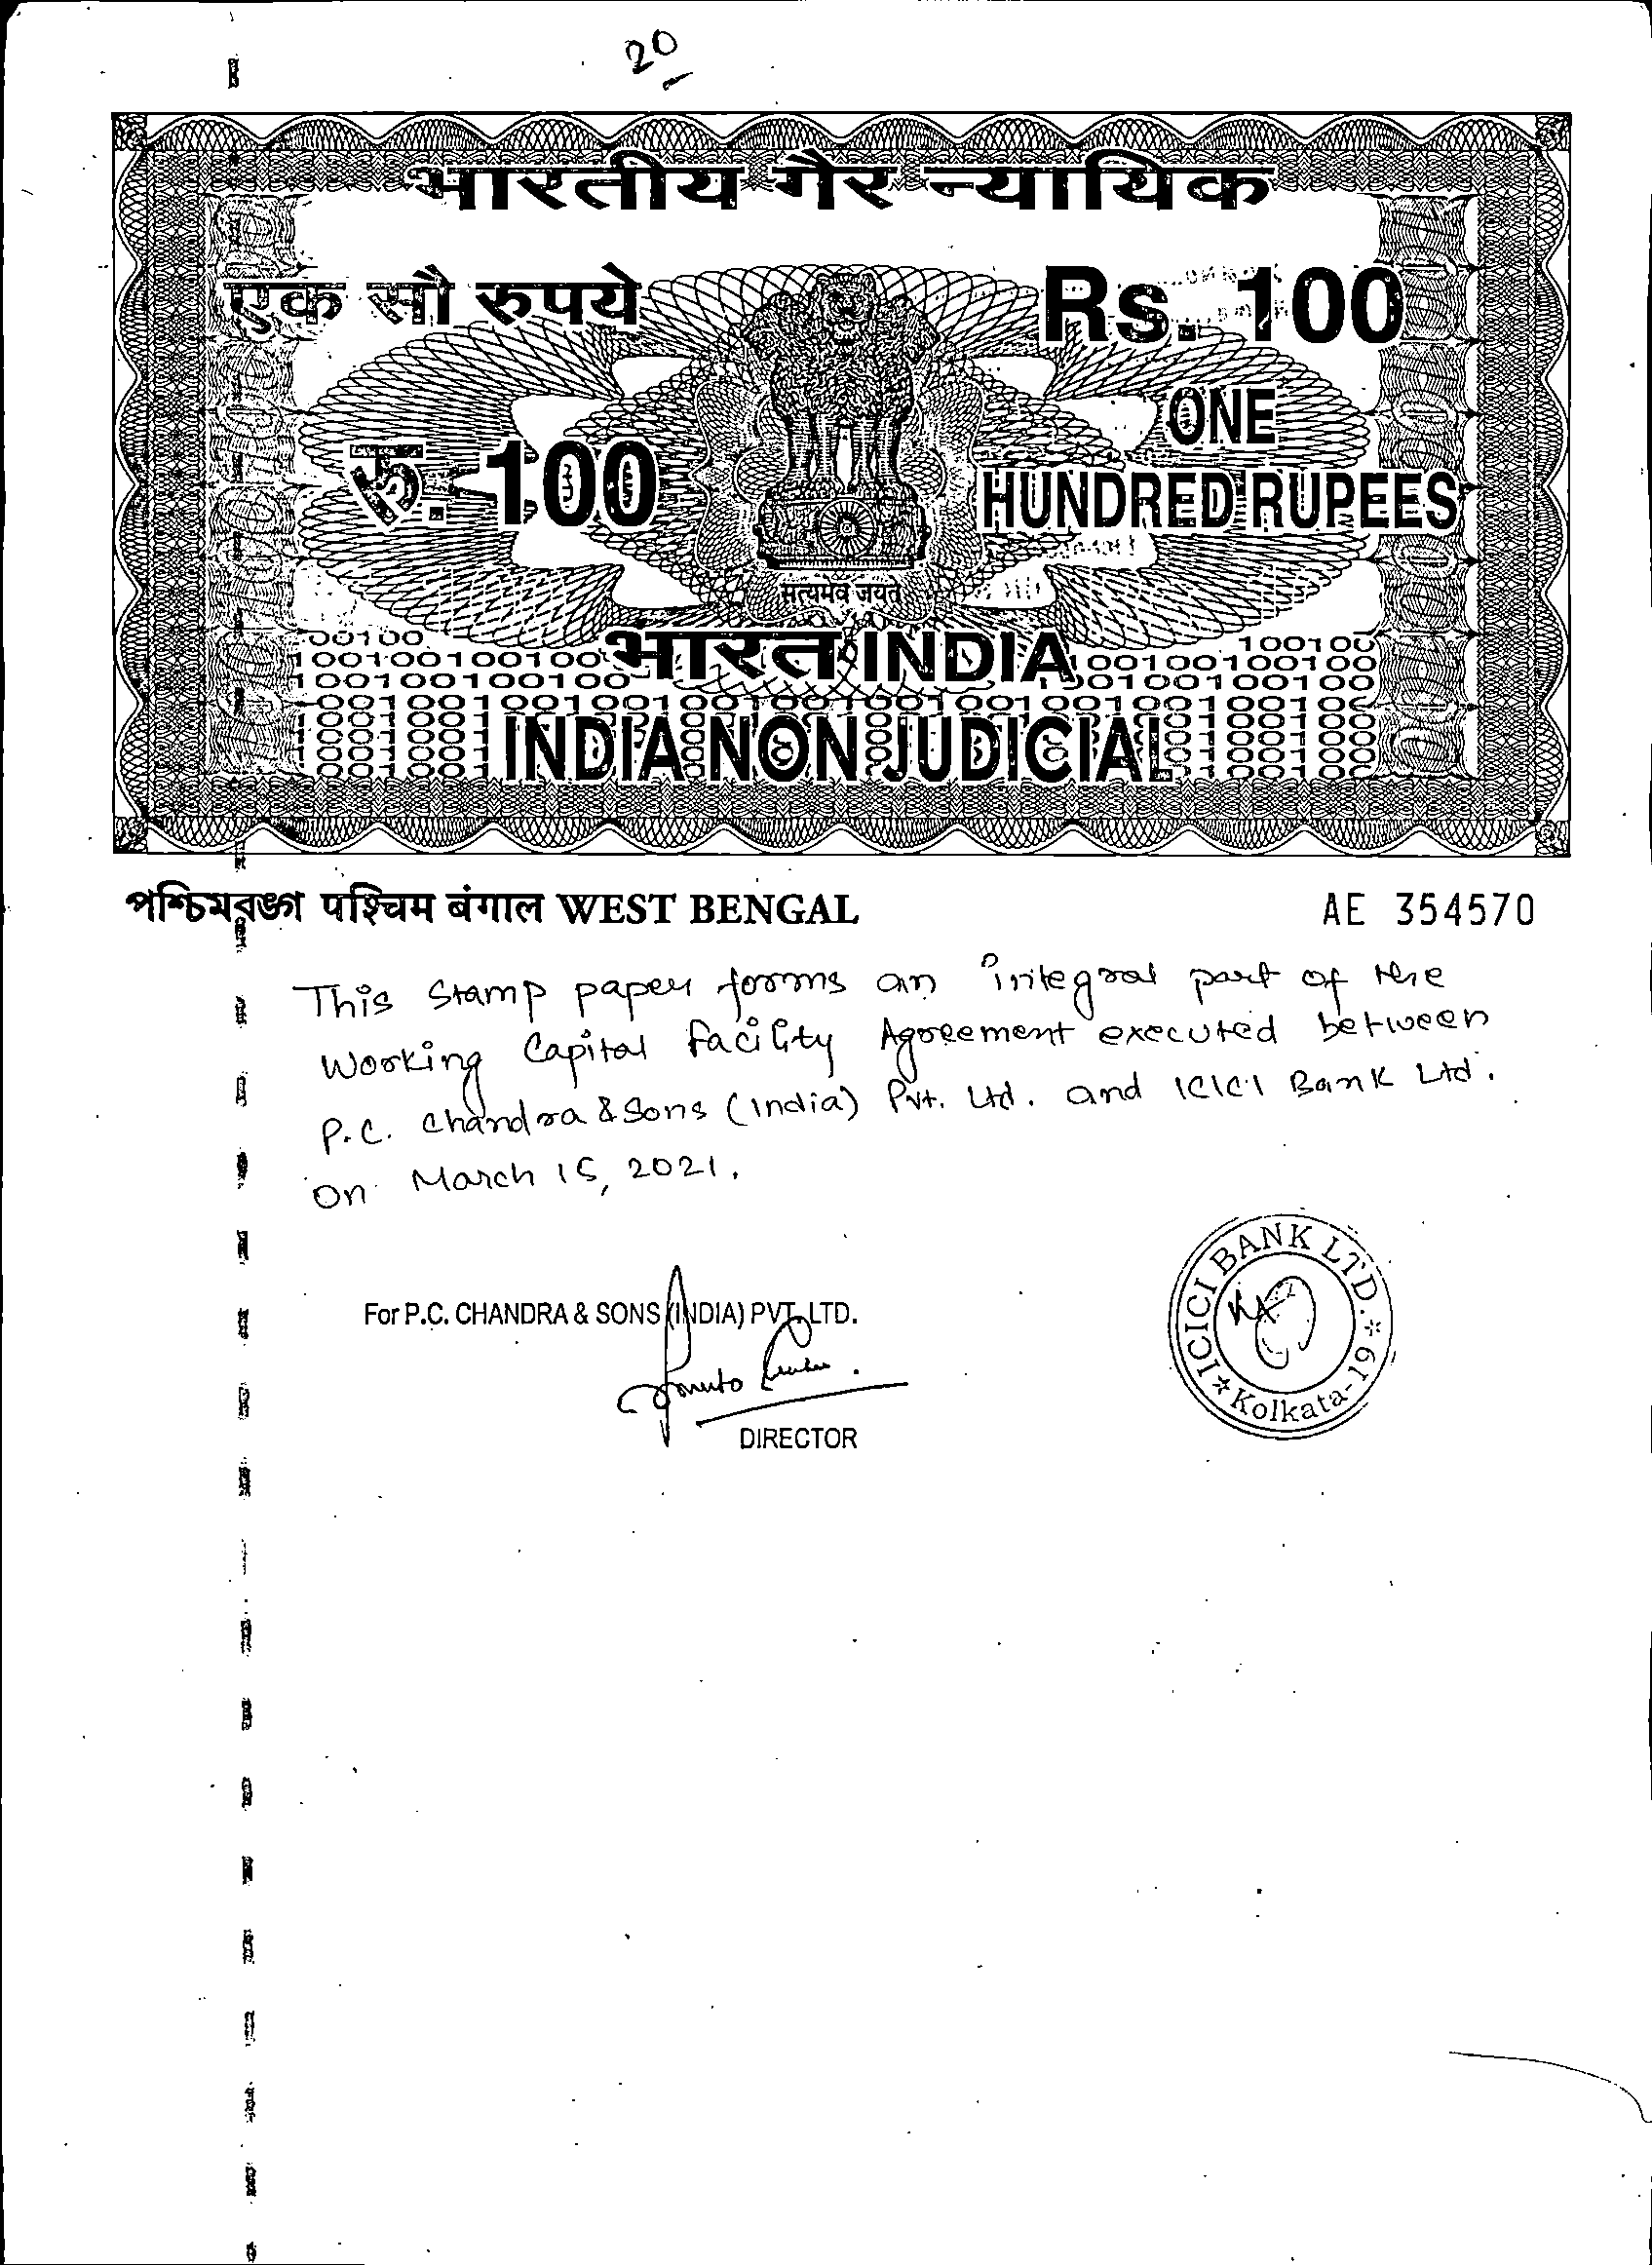 20
भारतीय गैर न्यायिक
एक सौ रुपये
Rs. 100
रु. 100
ONE
HUNDRED RUPEES
सत्यमेव जयते
भारत INDIA
INDIA NON JUDICIAL
পশ্চিমবঙ্গ पश्चिम बंगाल WEST BENGAL AE 354570
This Stamp paper forms an integral part of the
Working Capital Facility Agreement executed between
P.C. Chandra & Sons (India) Pvt. Ltd. and ICICI Bank Ltd.
On March 15, 2021.
For P.C. CHANDRA & SONS (INDIA) PVT. LTD.
DIRECTOR
ICICI BANK LTD.
* Kolkata-19 *